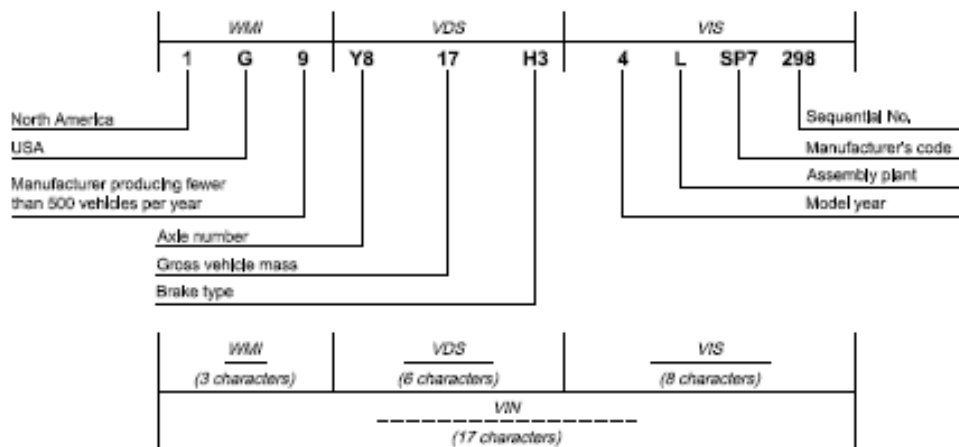 WMI VDS VIS
1 G 9 Y8 17 H3 4 L SP7 298
North America
USA
Manufacturer producing fewer
than 500 vehicles per year
Axle number
Gross vehicle mass
Brake type
Sequential No.
Manufacturer's code
Assembly plant
Model year
WMI VDS VIS
(3 characters) (6 characters) (8 characters)
VIN
(17 characters)